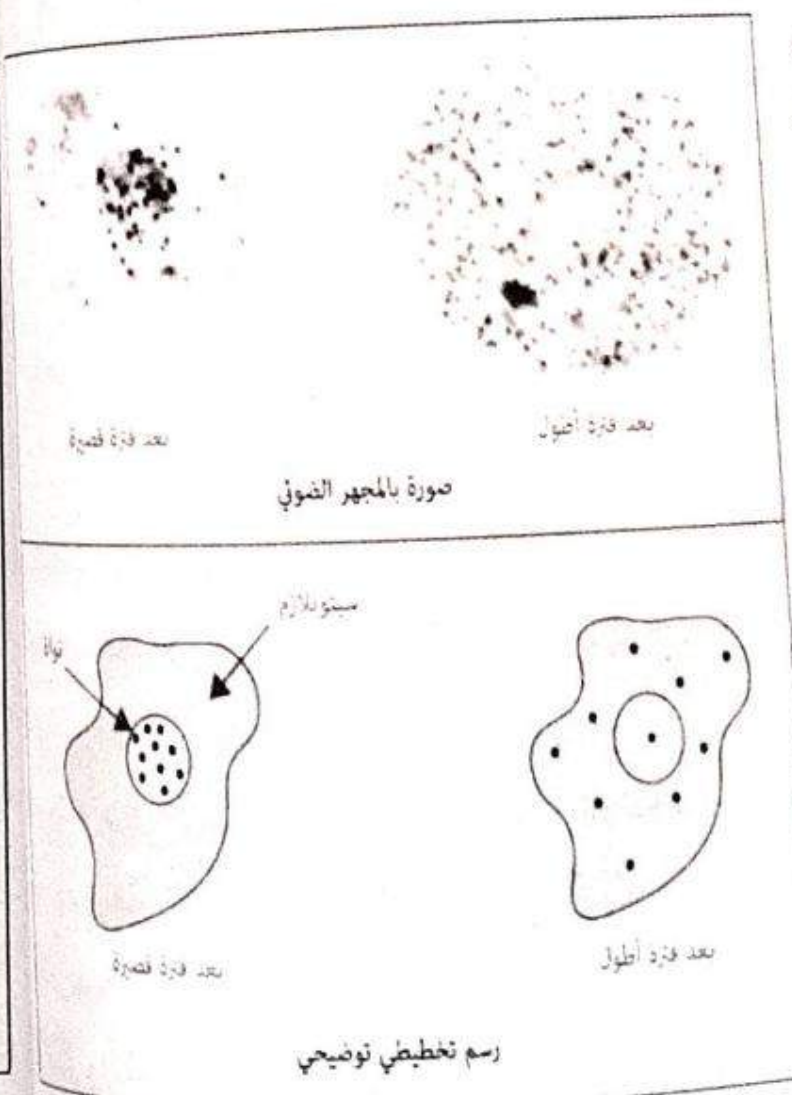 بعد فترة قصيرة
بعد فترة أطول
صورة بالمجهر الضوئي
سيتوبلازم
نواة
بعد فترة قصيرة
بعد فترة أطول
رسم تخطيطي توضيحي